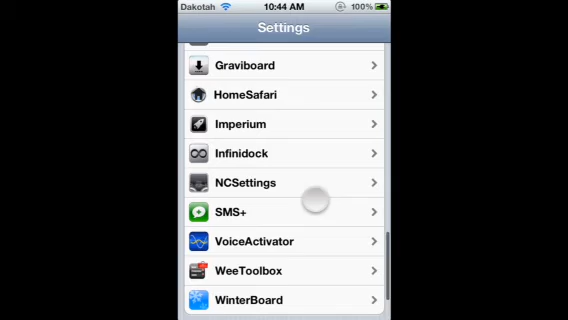 Dakotah 10:44 AM 100%
Settings
Graviboard
HomeSafari
Imperium
Infinidock
NCSettings
SMS+
VoiceActivator
WeeToolbox
WinterBoard